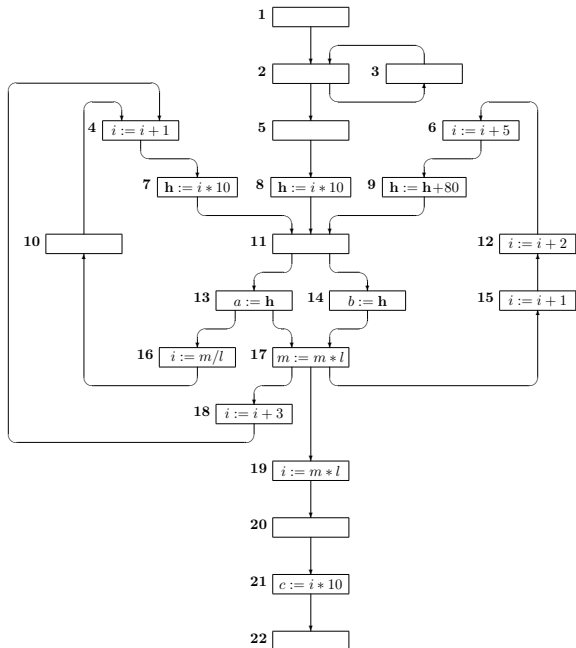 1
2
3
4 i := i + 1
5
6 i := i + 5
7 h := i ∗ 10
8 h := i ∗ 10
9 h := h+80
10
11
12 i := i + 2
13 a := h
14 b := h
15 i := i + 1
16 i := m/l
17 m := m ∗ l
18 i := i + 3
19 i := m ∗ l
20
21 c := i ∗ 10
22